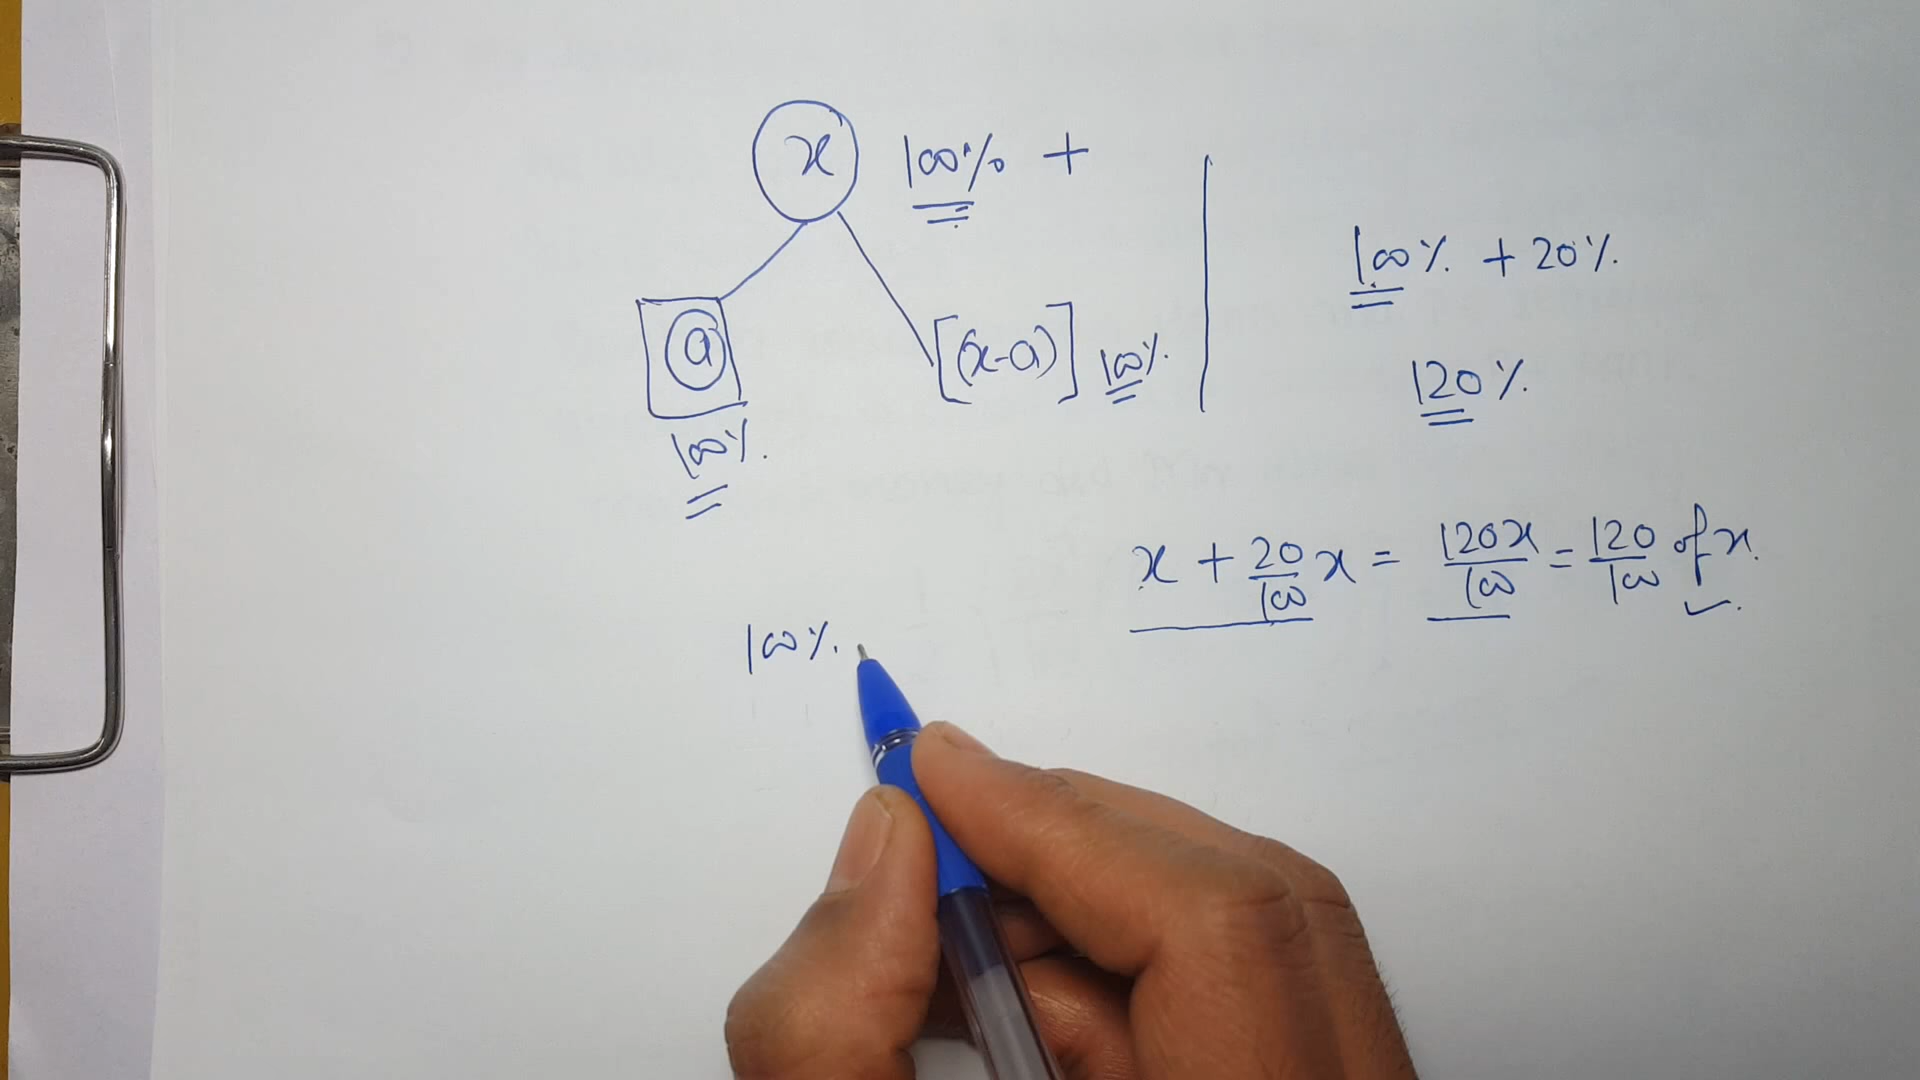 x 100% +
a [(x-a)] 100%.
100%.
100%. + 20%.
120%.
x + 20/100 x = 120x/100 = 120/100 of x.
100%.